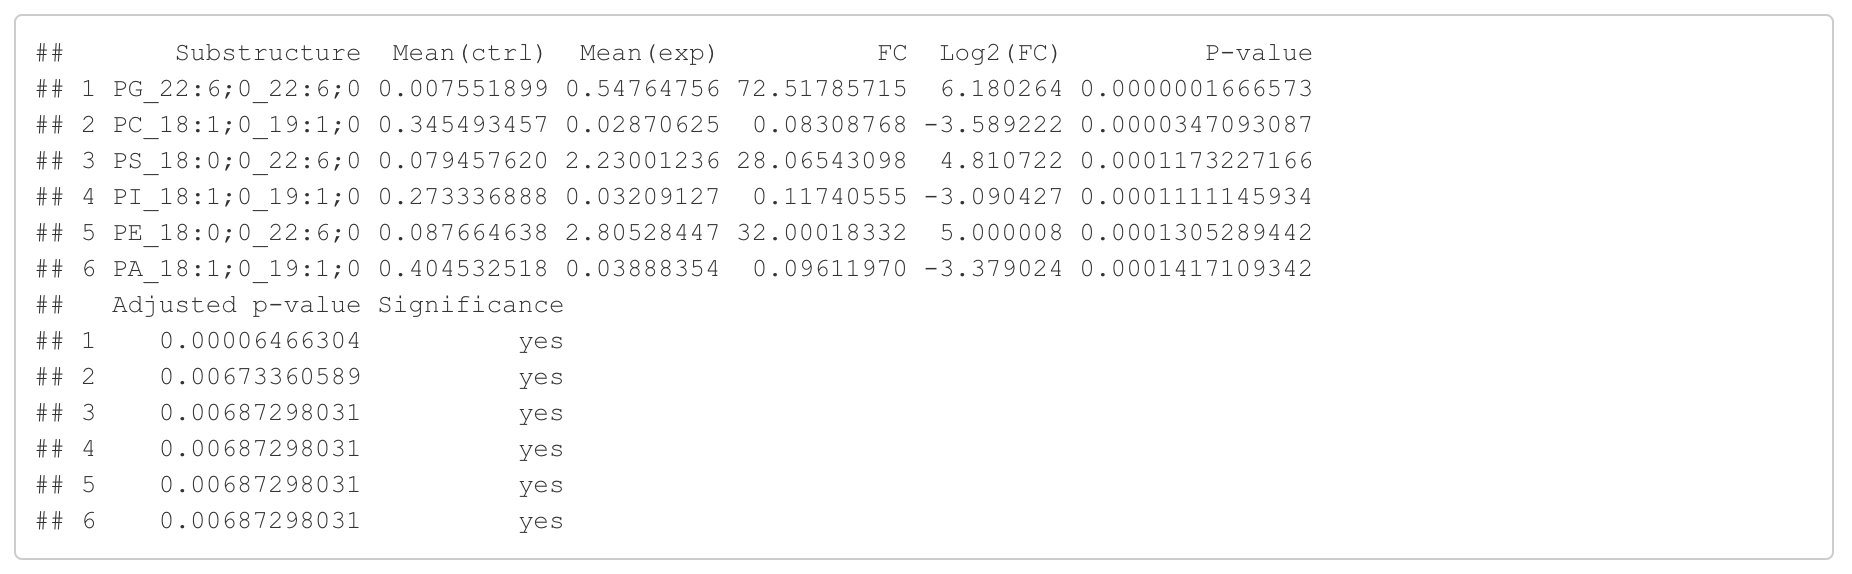 ##       Substructure  Mean(ctrl)  Mean(exp)          FC  Log2(FC)         P-value
## 1 PG_22:6;0_22:6;0 0.007551899 0.54764756 72.51785715  6.180264 0.0000001666573
## 2 PC_18:1;0_19:1;0 0.345493457 0.02870625  0.08308768 -3.589222 0.0000347093087
## 3 PS_18:0;0_22:6;0 0.079457620 2.23001236 28.06543098  4.810722 0.0001173227166
## 4 PI_18:1;0_19:1;0 0.273336888 0.03209127  0.11740555 -3.090427 0.0001111145934
## 5 PE_18:0;0_22:6;0 0.087664638 2.80528447 32.00018332  5.000008 0.0001305289442
## 6 PA_18:1;0_19:1;0 0.404532518 0.03888354  0.09611970 -3.379024 0.0001417109342
##   Adjusted p-value Significance
## 1    0.00006466304          yes
## 2    0.00673360589          yes
## 3    0.00687298031          yes
## 4    0.00687298031          yes
## 5    0.00687298031          yes
## 6    0.00687298031          yes